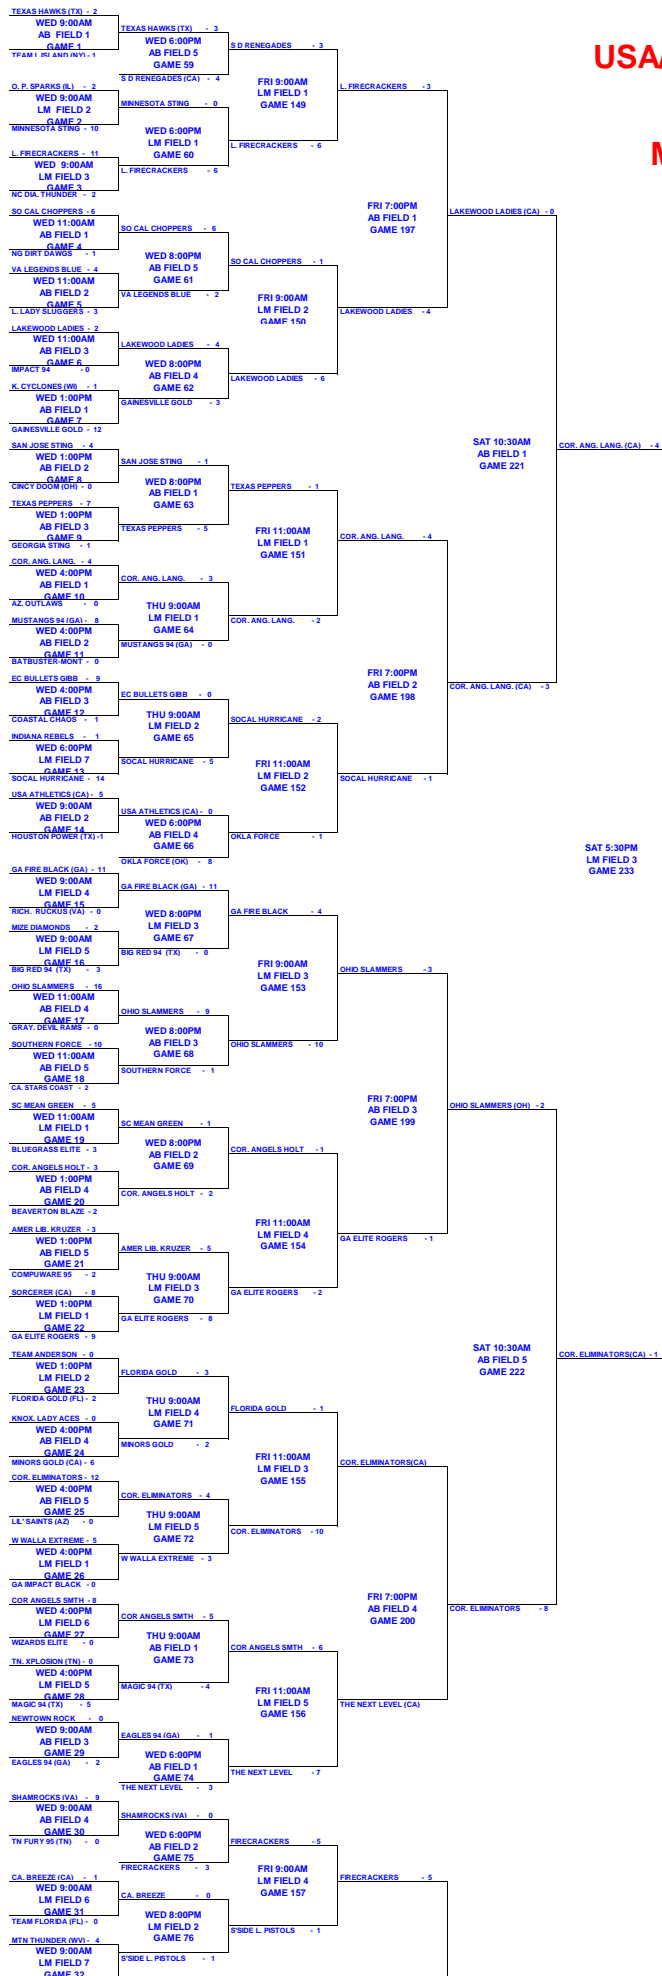 TEXAS HAWKS (TX) - 2
WED 9:00AM
AB FIELD 1
GAME 1
TEAM L ISLAND (NY) - 1
O. P. SPARKS (IL) - 2
WED 9:00AM
LM FIELD 2
GAME 2
MINNESOTA STING - 10
L. FIRECRACKERS - 11
WED 9:00AM
LM FIELD 3
GAME 3
NC DIA. THUNDER - 2
SO CAL CHOPPERS - 6
WED 11:00AM
AB FIELD 1
GAME 4
NG DIRT DAWGS - 1
VA LEGENDS BLUE - 4
WED 11:00AM
AB FIELD 2
GAME 5
L. LADY SLUGGERS - 3
LAKEWOOD LADIES - 2
WED 11:00AM
AB FIELD 3
GAME 6
IMPACT 94 - 0
K. CYCLONES (WI) - 1
WED 1:00PM
AB FIELD 1
GAME 7
GAINESVILLE GOLD - 12
SAN JOSE STING - 4
WED 1:00PM
AB FIELD 2
GAME 8
CINCY DOOM (OH) - 0
TEXAS PEPPERS - 7
WED 1:00PM
AB FIELD 3
GAME 9
GEORGIA STING - 1
COR. ANG. LANG. - 4
WED 4:00PM
AB FIELD 1
GAME 10
AZ. OUTLAWS - 0
MUSTANGS 94 (GA) - 8
WED 4:00PM
AB FIELD 2
GAME 11
BATBUSTER-MONT - 0
EC BULLETS GIBB - 9
WED 4:00PM
AB FIELD 3
GAME 12
COASTAL CHAOS - 1
INDIANA REBELS - 1
WED 6:00PM
LM FIELD 7
GAME 13
SOCAL HURRICANE - 14
USA ATHLETICS (CA) - 5
WED 9:00AM
AB FIELD 2
GAME 14
HOUSTON POWER (TX) -1
GA FIRE BLACK (GA) - 11
WED 9:00AM
LM FIELD 4
GAME 15
RICH. RUCKUS (VA) - 0
MIZE DIAMONDS - 2
WED 9:00AM
LM FIELD 5
GAME 16
BIG RED 94 (TX) - 3
OHIO SLAMMERS - 16
WED 11:00AM
AB FIELD 4
GAME 17
GRAY. DEVIL RAMS - 0
SOUTHERN FORCE - 10
WED 11:00AM
AB FIELD 5
GAME 18
CA. STARS COAST - 2
SC MEAN GREEN - 5
WED 11:00AM
LM FIELD 1
GAME 19
BLUEGRASS ELITE - 3
COR. ANGELS HOLT - 3
WED 1:00PM
AB FIELD 4
GAME 20
BEAVERTON BLAZE - 2
AMER LIB. KRUZER - 3
WED 1:00PM
AB FIELD 5
GAME 21
COMPUWARE 95 - 2
SORCERER (CA) - 8
WED 1:00PM
LM FIELD 1
GAME 22
GA ELITE ROGERS - 9
TEAM ANDERSON - 0
WED 1:00PM
LM FIELD 2
GAME 23
FLORIDA GOLD (FL) - 2
KNOX. LADY ACES - 0
WED 4:00PM
AB FIELD 4
GAME 24
MINORS GOLD (CA) - 6
COR. ELIMINATORS - 12
WED 4:00PM
AB FIELD 5
GAME 25
LIL' SAINTS (AZ) - 0
W WALLA EXTREME - 5
WED 4:00PM
LM FIELD 1
GAME 26
GA IMPACT BLACK - 0
COR ANGELS SMTH - 8
WED 4:00PM
LM FIELD 6
GAME 27
WIZARDS ELITE - 0
TN. XPLOSION (TN) - 0
WED 4:00PM
LM FIELD 5
GAME 28
MAGIC 94 (TX) - 5
NEWTOWN ROCK - 0
WED 9:00AM
AB FIELD 3
GAME 29
EAGLES 94 (GA) - 2
SHAMROCKS (VA) - 9
WED 9:00AM
AB FIELD 4
GAME 30
TN FURY 95 (TN) - 0
CA. BREEZE (CA) - 1
WED 9:00AM
LM FIELD 6
GAME 31
TEAM FLORIDA (FL) - 0
MTN THUNDER (WV) - 4
WED 9:00AM
LM FIELD 7
GAME 32
TEXAS HAWKS (TX) - 3
WED 6:00PM
AB FIELD 5
GAME 59
S D RENEGADES (CA) - 4
MINNESOTA STING - 0
WED 6:00PM
LM FIELD 1
GAME 60
L. FIRECRACKERS - 6
SO CAL CHOPPERS - 6
WED 8:00PM
AB FIELD 5
GAME 61
VA LEGENDS BLUE - 2
LAKEWOOD LADIES - 4
WED 8:00PM
AB FIELD 4
GAME 62
GAINESVILLE GOLD - 3
SAN JOSE STING - 1
WED 8:00PM
AB FIELD 1
GAME 63
TEXAS PEPPERS - 5
COR. ANG. LANG. - 3
THU 9:00AM
LM FIELD 1
GAME 64
MUSTANGS 94 (GA) - 0
EC BULLETS GIBB - 0
THU 9:00AM
LM FIELD 2
GAME 65
SOCAL HURRICANE - 5
USA ATHLETICS (CA) - 0
WED 6:00PM
AB FIELD 4
GAME 66
OKLA FORCE (OK) - 8
GA FIRE BLACK (GA) - 11
WED 8:00PM
LM FIELD 3
GAME 67
BIG RED 94 (TX) - 0
OHIO SLAMMERS - 9
WED 8:00PM
AB FIELD 3
GAME 68
SOUTHERN FORCE - 1
SC MEAN GREEN - 1
WED 8:00PM
AB FIELD 2
GAME 69
COR. ANGELS HOLT - 2
AMER LIB. KRUZER - 5
THU 9:00AM
LM FIELD 3
GAME 70
GA ELITE ROGERS - 8
FLORIDA GOLD - 3
THU 9:00AM
LM FIELD 4
GAME 71
MINORS GOLD - 2
COR. ELIMINATORS - 4
THU 9:00AM
LM FIELD 5
GAME 72
W WALLA EXTREME - 3
COR ANGELS SMTH - 5
THU 9:00AM
AB FIELD 1
GAME 73
MAGIC 94 (TX) - 4
EAGLES 94 (GA) - 1
WED 6:00PM
AB FIELD 1
GAME 74
THE NEXT LEVEL - 3
SHAMROCKS (VA) - 0
WED 6:00PM
AB FIELD 2
GAME 75
FIRECRACKERS - 3
CA. BREEZE - 0
WED 8:00PM
LM FIELD 2
GAME 76
S'SIDE L. PISTOLS - 1
S D RENEGADES - 3
FRI 9:00AM
LM FIELD 1
GAME 149
L. FIRECRACKERS - 6
SO CAL CHOPPERS - 1
FRI 9:00AM
LM FIELD 2
GAME 150
LAKEWOOD LADIES - 6
TEXAS PEPPERS - 1
FRI 11:00AM
LM FIELD 1
GAME 151
COR. ANG. LANG. - 2
SOCAL HURRICANE - 2
FRI 11:00AM
LM FIELD 2
GAME 152
OKLA FORCE - 1
GA FIRE BLACK - 4
FRI 9:00AM
LM FIELD 3
GAME 153
OHIO SLAMMERS - 10
COR. ANGELS HOLT - 1
FRI 11:00AM
LM FIELD 4
GAME 154
GA ELITE ROGERS - 2
FLORIDA GOLD - 1
FRI 11:00AM
LM FIELD 3
GAME 155
COR. ELIMINATORS - 10
COR ANGELS SMTH - 6
FRI 11:00AM
LM FIELD 5
GAME 156
THE NEXT LEVEL - 7
FIRECRACKERS - 5
FRI 9:00AM
LM FIELD 4
GAME 157
S'SIDE L. PISTOLS - 1
L. FIRECRACKERS - 3
FRI 7:00PM
AB FIELD 1
GAME 197
LAKEWOOD LADIES - 4
COR. ANG. LANG. - 4
FRI 7:00PM
AB FIELD 2
GAME 198
SOCAL HURRICANE - 1
OHIO SLAMMERS - 3
FRI 7:00PM
AB FIELD 3
GAME 199
GA ELITE ROGERS - 1
COR. ELIMINATORS(CA)
FRI 7:00PM
AB FIELD 4
GAME 200
THE NEXT LEVEL (CA)
FIRECRACKERS - 5
LAKEWOOD LADIES (CA) - 0
SAT 10:30AM
AB FIELD 1
GAME 221
COR. ANG. LANG. (CA) - 3
OHIO SLAMMERS (OH) - 2
SAT 10:30AM
AB FIELD 5
GAME 222
COR. ELIMINATORS - 8
COR. ANG. LANG. (CA) - 4
SAT 5:30PM
LM FIELD 3
GAME 233
COR. ELIMINATORS(CA) - 1
USA
M